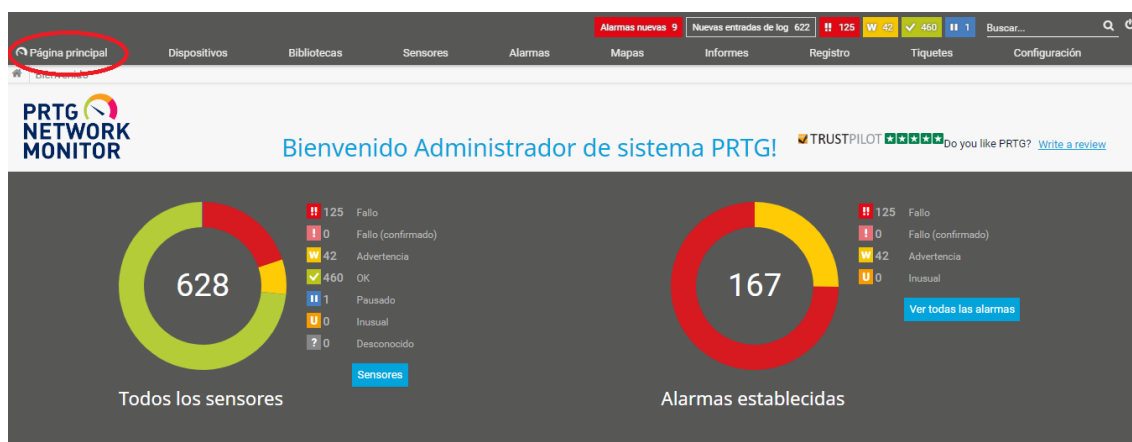 Alarmas nuevas 9 Nuevas entradas de log 622 !! 125 W 42 460 1 Buscar...
Página principal Dispositivos Bibliotecas Sensores Alarmas Mapas Informes Registro Tiquetes Configuración
Bienvenido
PRTG
NETWORK
MONITOR
Bienvenido Administrador de sistema PRTG!
TRUSTPILOT Do you like PRTG? Write a review
628
!! 125 Fallo
! 0 Fallo (confirmado)
W 42 Advertencia
460 OK
1 Pausado
U 0 Inusual
? 0 Desconocido
Sensores
Todos los sensores
167
!! 125 Fallo
! 0 Fallo (confirmado)
W 42 Advertencia
U 0 Inusual
Ver todas las alarmas
Alarmas establecidas